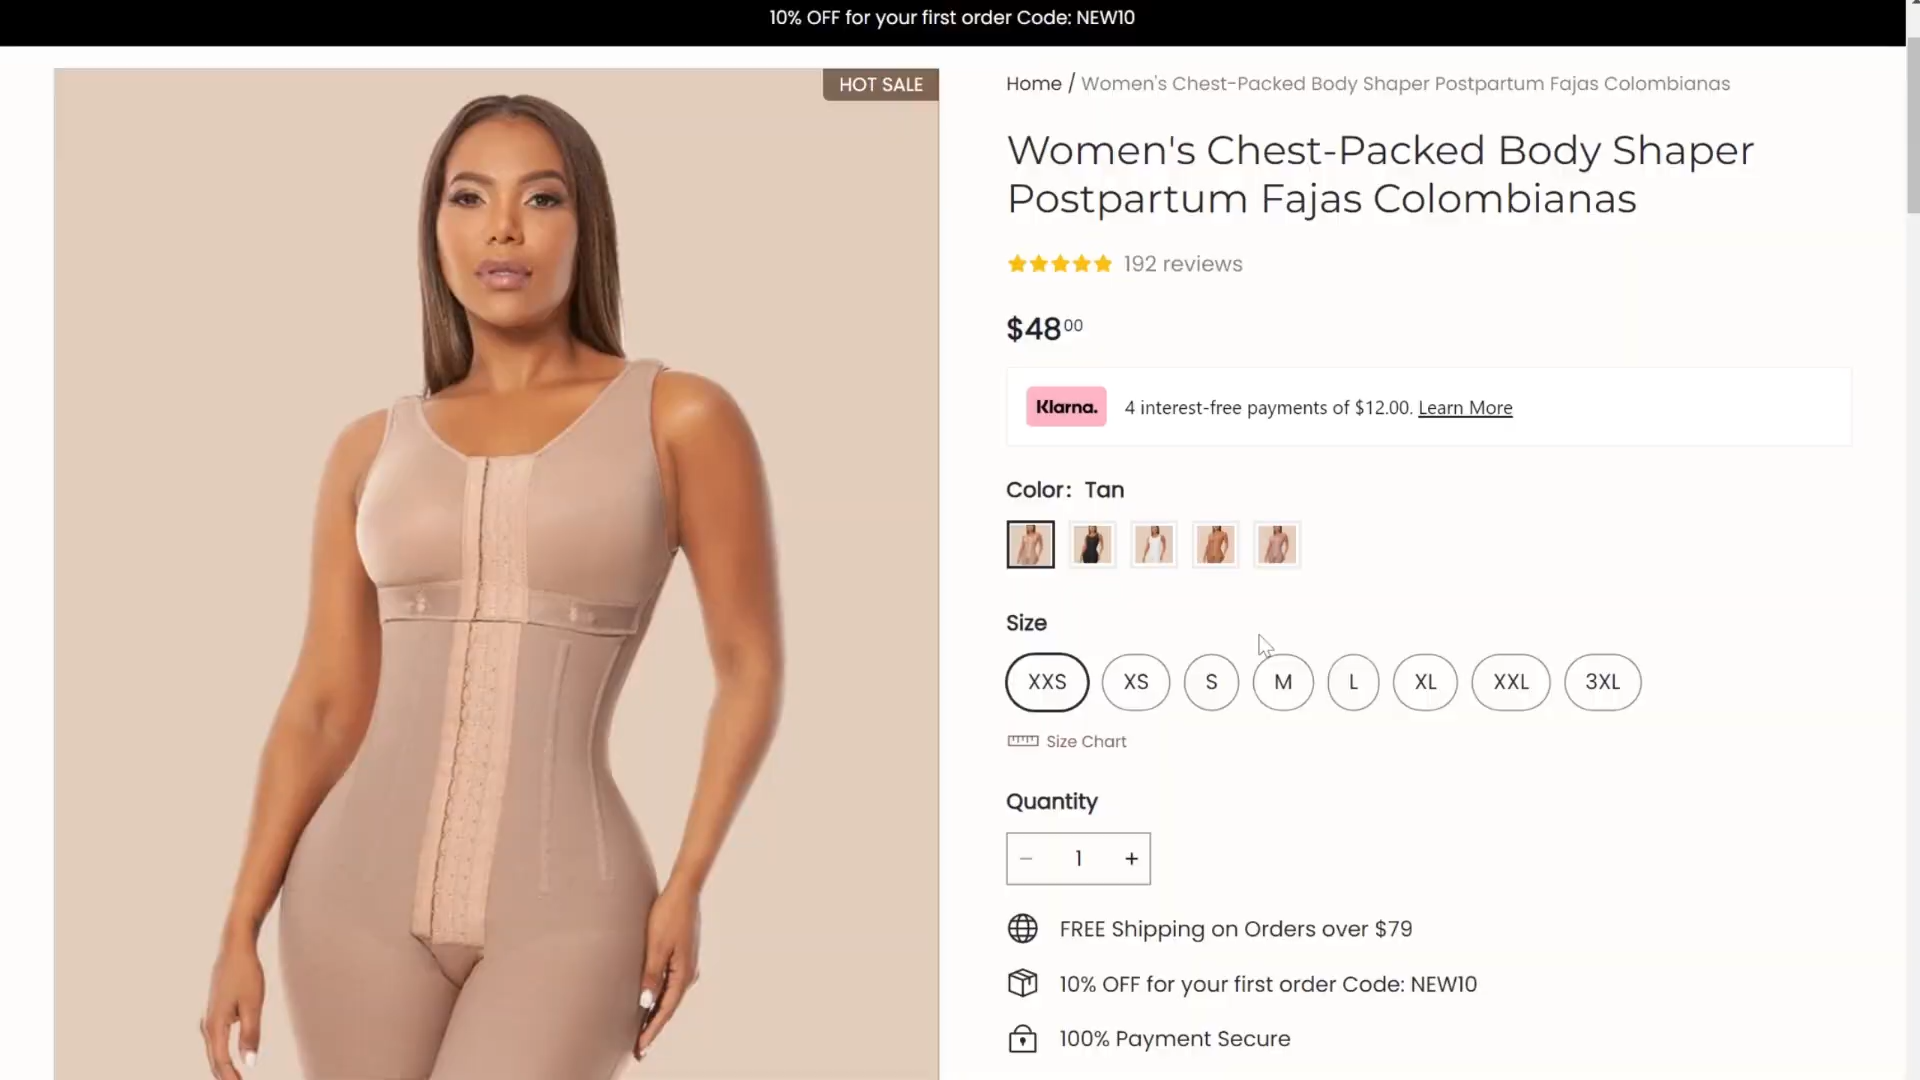 10% OFF for your first order Code: NEW10
HOT SALE
Home / Women's Chest-Packed Body Shaper Postpartum Fajas Colombianas
Women's Chest-Packed Body Shaper
Postpartum Fajas Colombianas
192 reviews
$48 00
Klarna. 4 interest-free payments of $12.00. Learn More
Color: Tan
Size
XXS XS S M L XL XXL 3XL
Size Chart
Quantity
− 1 +
FREE Shipping on Orders over $79
10% OFF for your first order Code: NEW10
100% Payment Secure